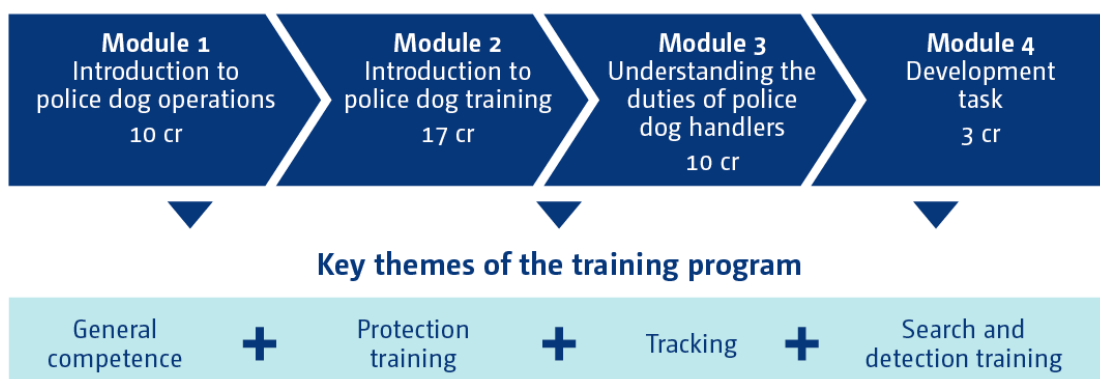 Module 1
Introduction to
police dog operations
10 cr
Module 2
Introduction to
police dog training
17 cr
Module 3
Understanding the
duties of police
dog handlers
10 cr
Module 4
Development
task
3 cr
Key themes of the training program
General
competence
+
Protection
training
+
Tracking
+
Search and
detection training